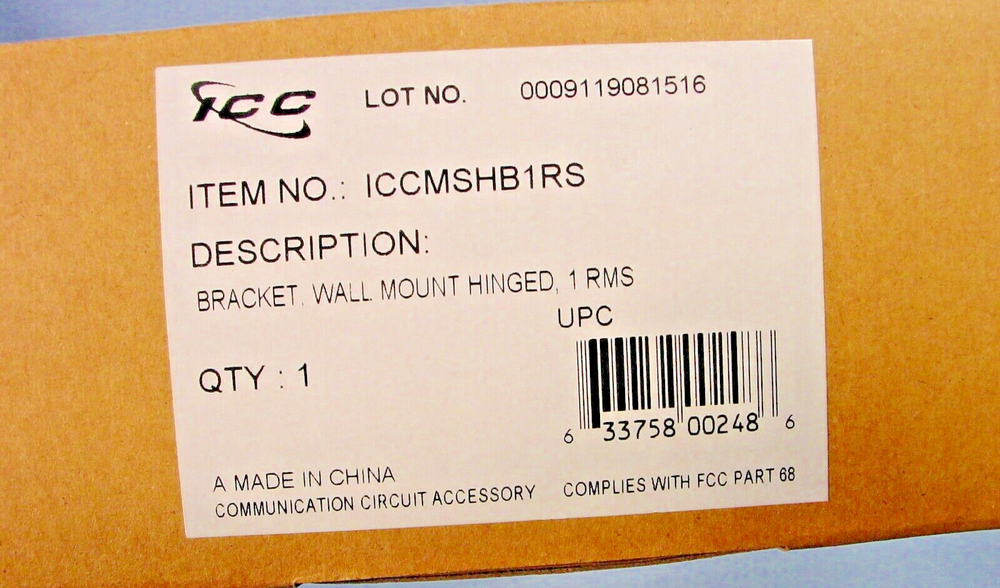 ICC LOT NO. 0009119081516
ITEM NO.: ICCMSHB1RS
DESCRIPTION:
BRACKET, WALL MOUNT HINGED, 1 RMS
UPC
QTY : 1
6 33758 00248 6
A MADE IN CHINA
COMMUNICATION CIRCUIT ACCESSORY COMPLIES WITH FCC PART 68